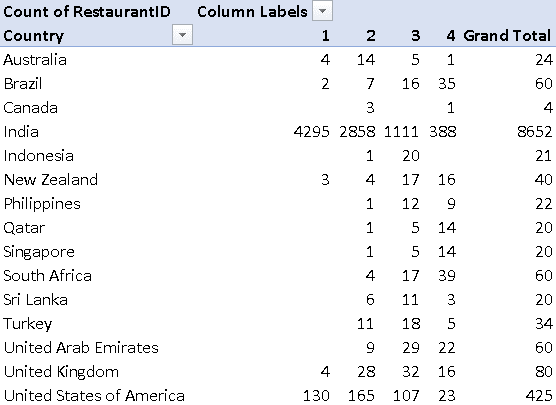 Count of RestaurantID Column Labels
Country 1 2 3 4 Grand Total
Australia 4 14 5 1 24
Brazil 2 7 16 35 60
Canada 3 1 4
India 4295 2858 1111 388 8652
Indonesia 1 20 21
New Zealand 3 4 17 16 40
Philippines 1 12 9 22
Qatar 1 5 14 20
Singapore 1 5 14 20
South Africa 4 17 39 60
Sri Lanka 6 11 3 20
Turkey 11 18 5 34
United Arab Emirates 9 29 22 60
United Kingdom 4 28 32 16 80
United States of America 130 165 107 23 425